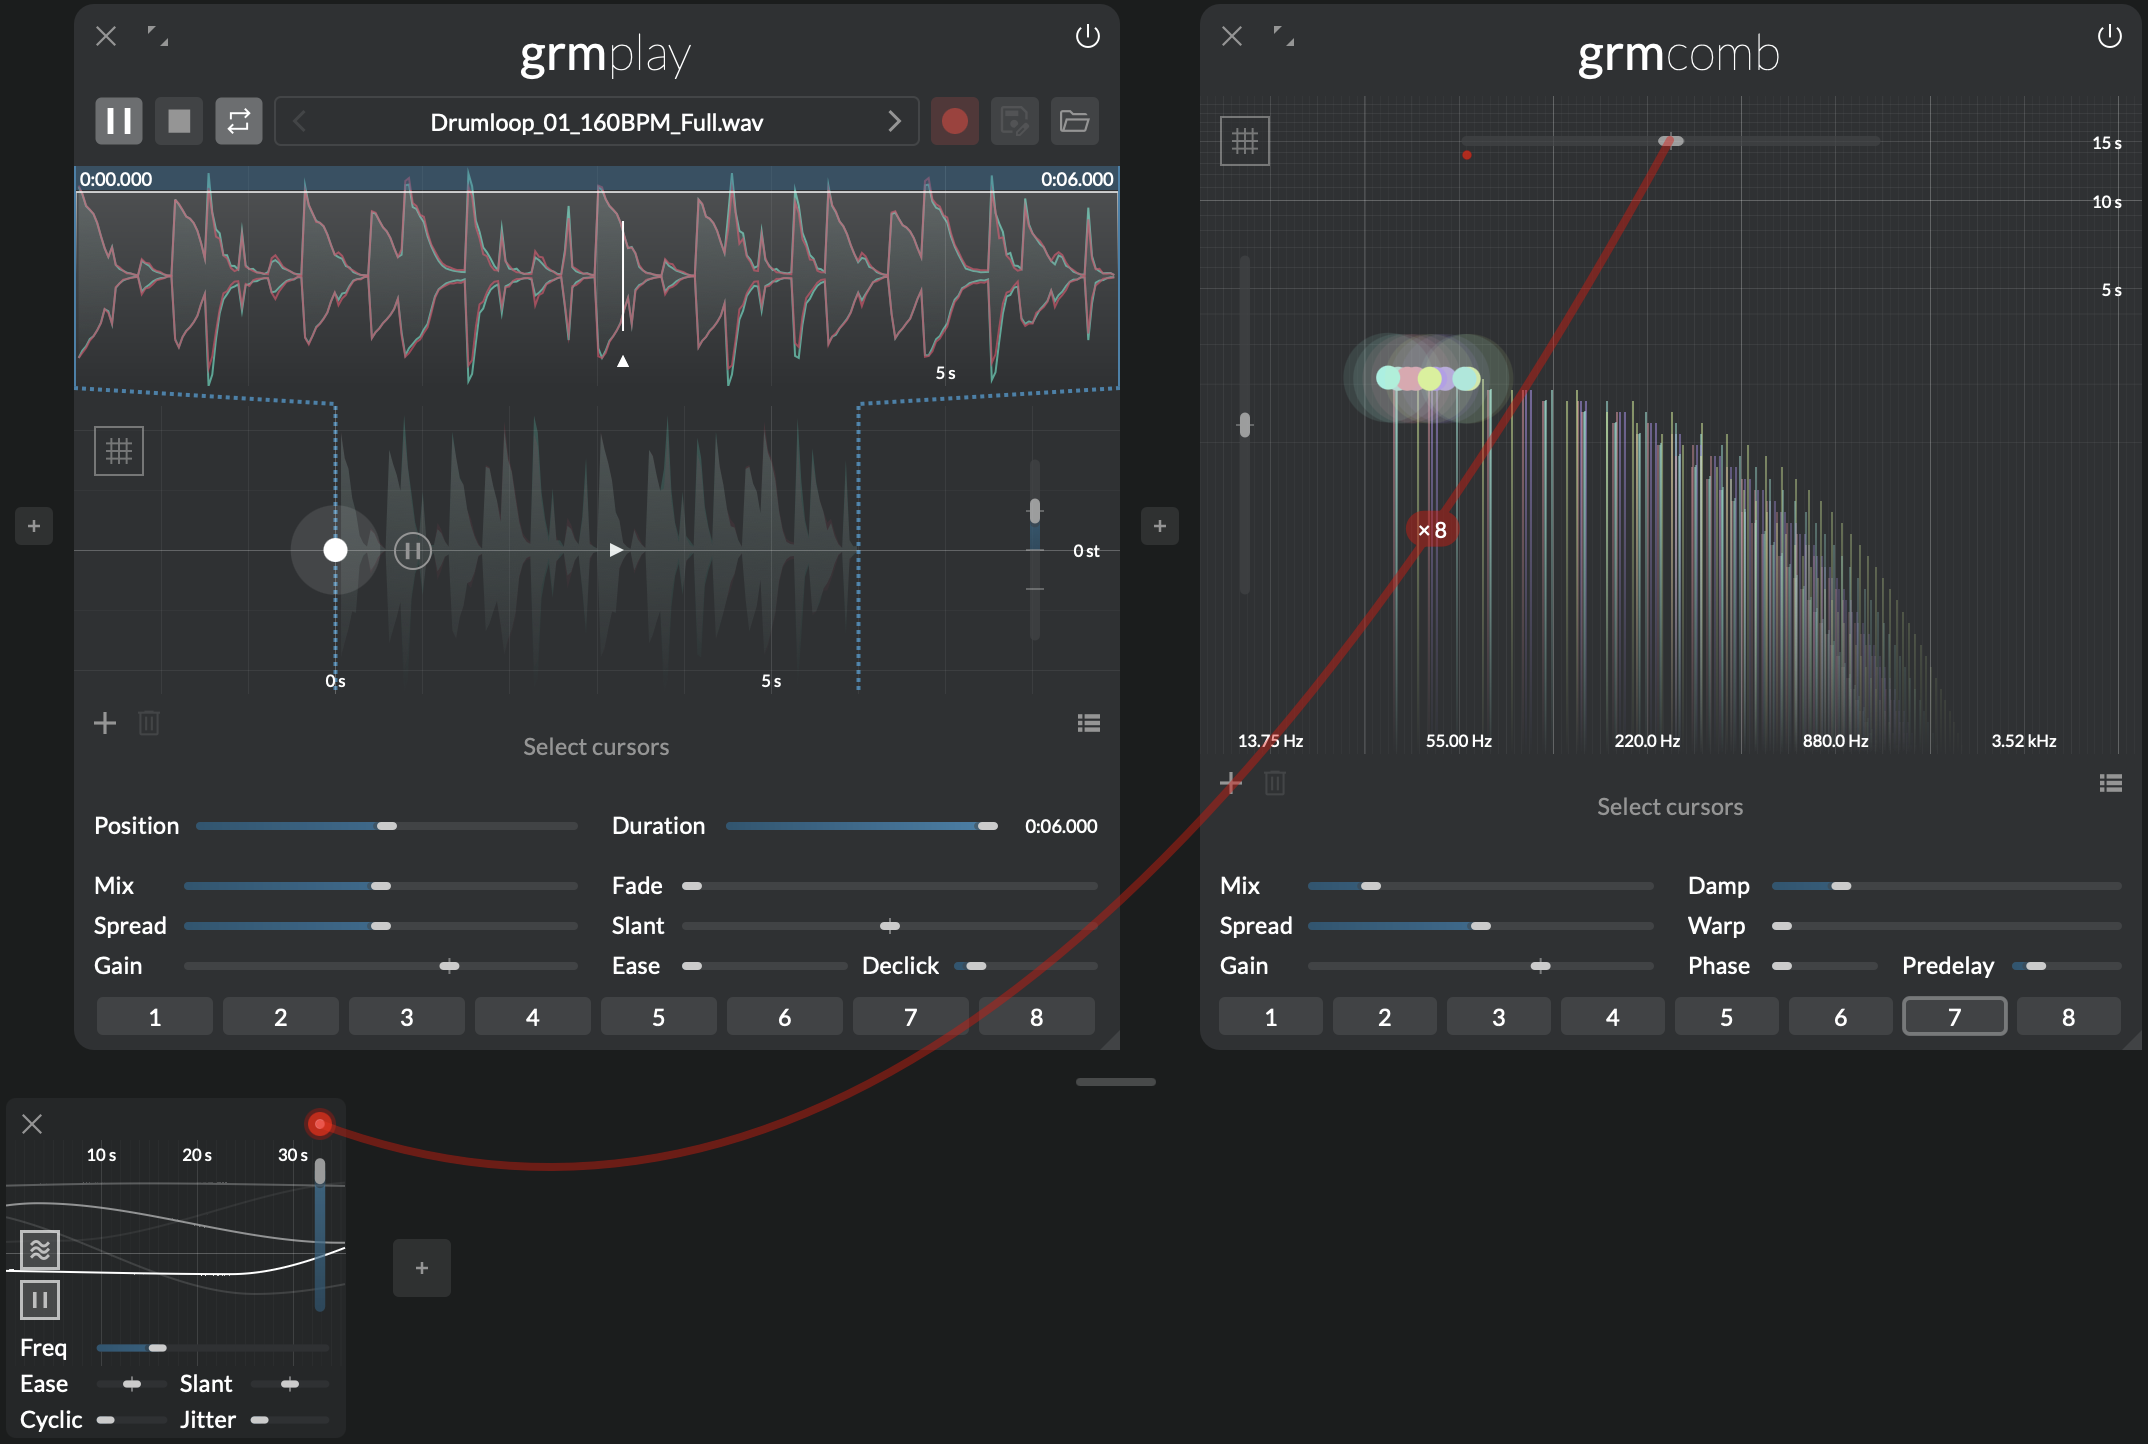 grmplay
Drumloop_01_160BPM_Full.wav
0:00.000 0:06.000
5 s
0 st
0 s 5 s
Select cursors
Position Duration 0:06.000
Mix Fade
Spread Slant
Gain Ease Declick
1 2 3 4 5 6 7 8
grmcomb
15 s
10 s
5 s
×8
13.75 Hz 55.00 Hz 220.0 Hz 880.0 Hz 3.52 kHz
Select cursors
Mix Damp
Spread Warp
Gain Phase Predelay
1 2 3 4 5 6 7 8
10 s 20 s 30 s
Freq
Ease Slant
Cyclic Jitter